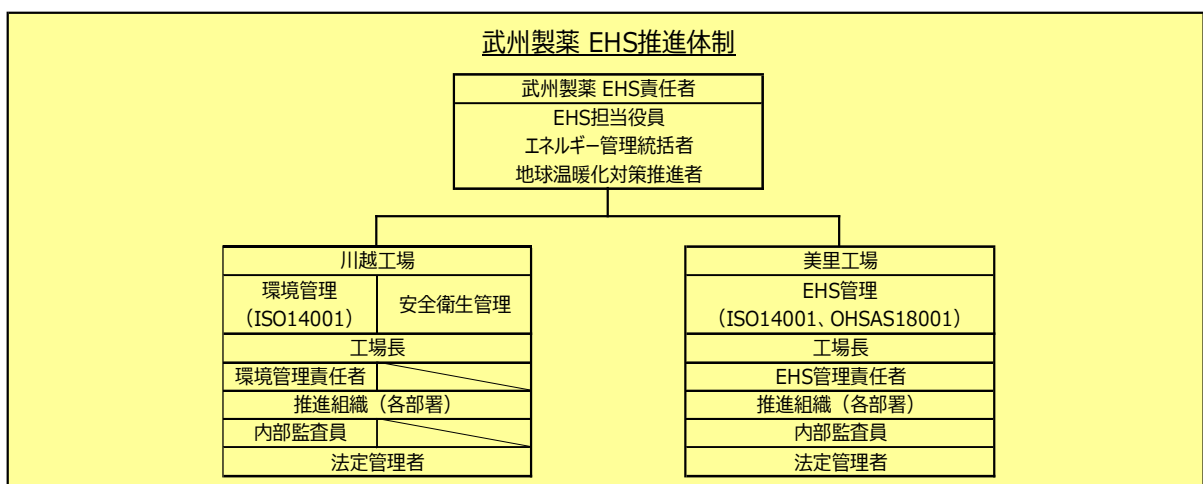 武州製薬 EHS推進体制
武州製薬 EHS責任者
EHS担当役員
エネルギー管理統括者
地球温暖化対策推進者
川越工場
環境管理
（ISO14001）
安全衛生管理
工場長
環境管理責任者
推進組織（各部署）
内部監査員
法定管理者
美里工場
EHS管理
（ISO14001、OHSAS18001）
工場長
EHS管理責任者
推進組織（各部署）
内部監査員
法定管理者